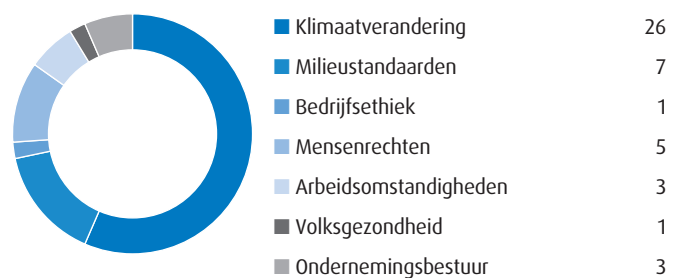 Klimaatverandering 26
Milieustandaarden 7
Bedrijfsethiek 1
Mensenrechten 5
Arbeidsomstandigheden 3
Volksgezondheid 1
Ondernemingsbestuur 3